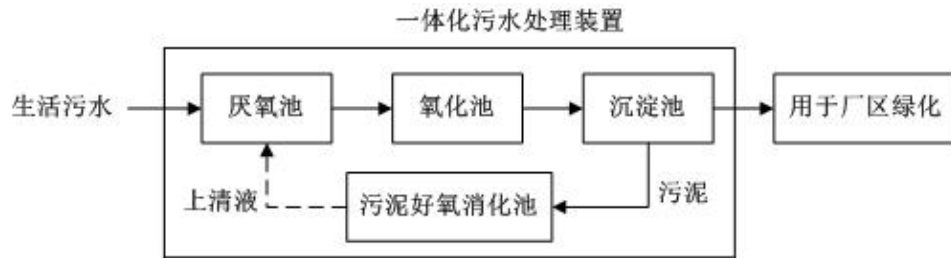 一体化污水处理装置
生活污水
厌氧池
氧化池
沉淀池
用于厂区绿化
上清液
污泥好氧消化池
污泥